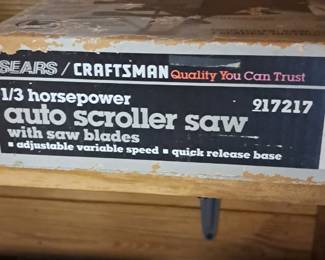 SEARS / CRAFTSMAN Quality You Can Trust
1/3 horsepower 917217
auto scroller saw
with saw blades
▪ adjustable variable speed ▪ quick release base